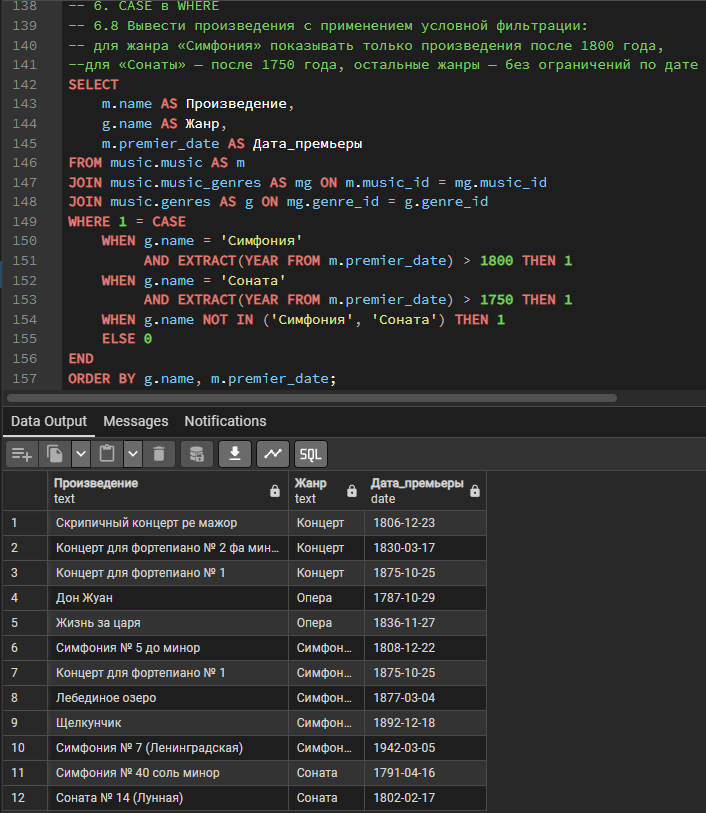 138 -- 6. CASE в WHERE
139 -- 6.8 Вывести произведения с применением условной фильтрации:
140 -- для жанра «Симфония» показывать только произведения после 1800 года,
141 --для «Сонаты» — после 1750 года, остальные жанры — без ограничений по дате
142 SELECT
143 m.name AS Произведение,
144 g.name AS Жанр,
145 m.premier_date AS Дата_премьеры
146 FROM music.music AS m
147 JOIN music.music_genres AS mg ON m.music_id = mg.music_id
148 JOIN music.genres AS g ON mg.genre_id = g.genre_id
149 WHERE 1 = CASE
150 WHEN g.name = 'Симфония'
151 AND EXTRACT(YEAR FROM m.premier_date) > 1800 THEN 1
152 WHEN g.name = 'Соната'
153 AND EXTRACT(YEAR FROM m.premier_date) > 1750 THEN 1
154 WHEN g.name NOT IN ('Симфония', 'Соната') THEN 1
155 ELSE 0
156 END
157 ORDER BY g.name, m.premier_date;
Data Output Messages Notifications
SQL
Произведение Жанр Дата_премьеры
text text date
1 Скрипичный концерт ре мажор Концерт 1806-12-23
2 Концерт для фортепиано № 2 фа мин... Концерт 1830-03-17
3 Концерт для фортепиано № 1 Концерт 1875-10-25
4 Дон Жуан Опера 1787-10-29
5 Жизнь за царя Опера 1836-11-27
6 Симфония № 5 до минор Симфон... 1808-12-22
7 Концерт для фортепиано № 1 Симфон... 1875-10-25
8 Лебединое озеро Симфон... 1877-03-04
9 Щелкунчик Симфон... 1892-12-18
10 Симфония № 7 (Ленинградская) Симфон... 1942-03-05
11 Симфония № 40 соль минор Соната 1791-04-16
12 Соната № 14 (Лунная) Соната 1802-02-17